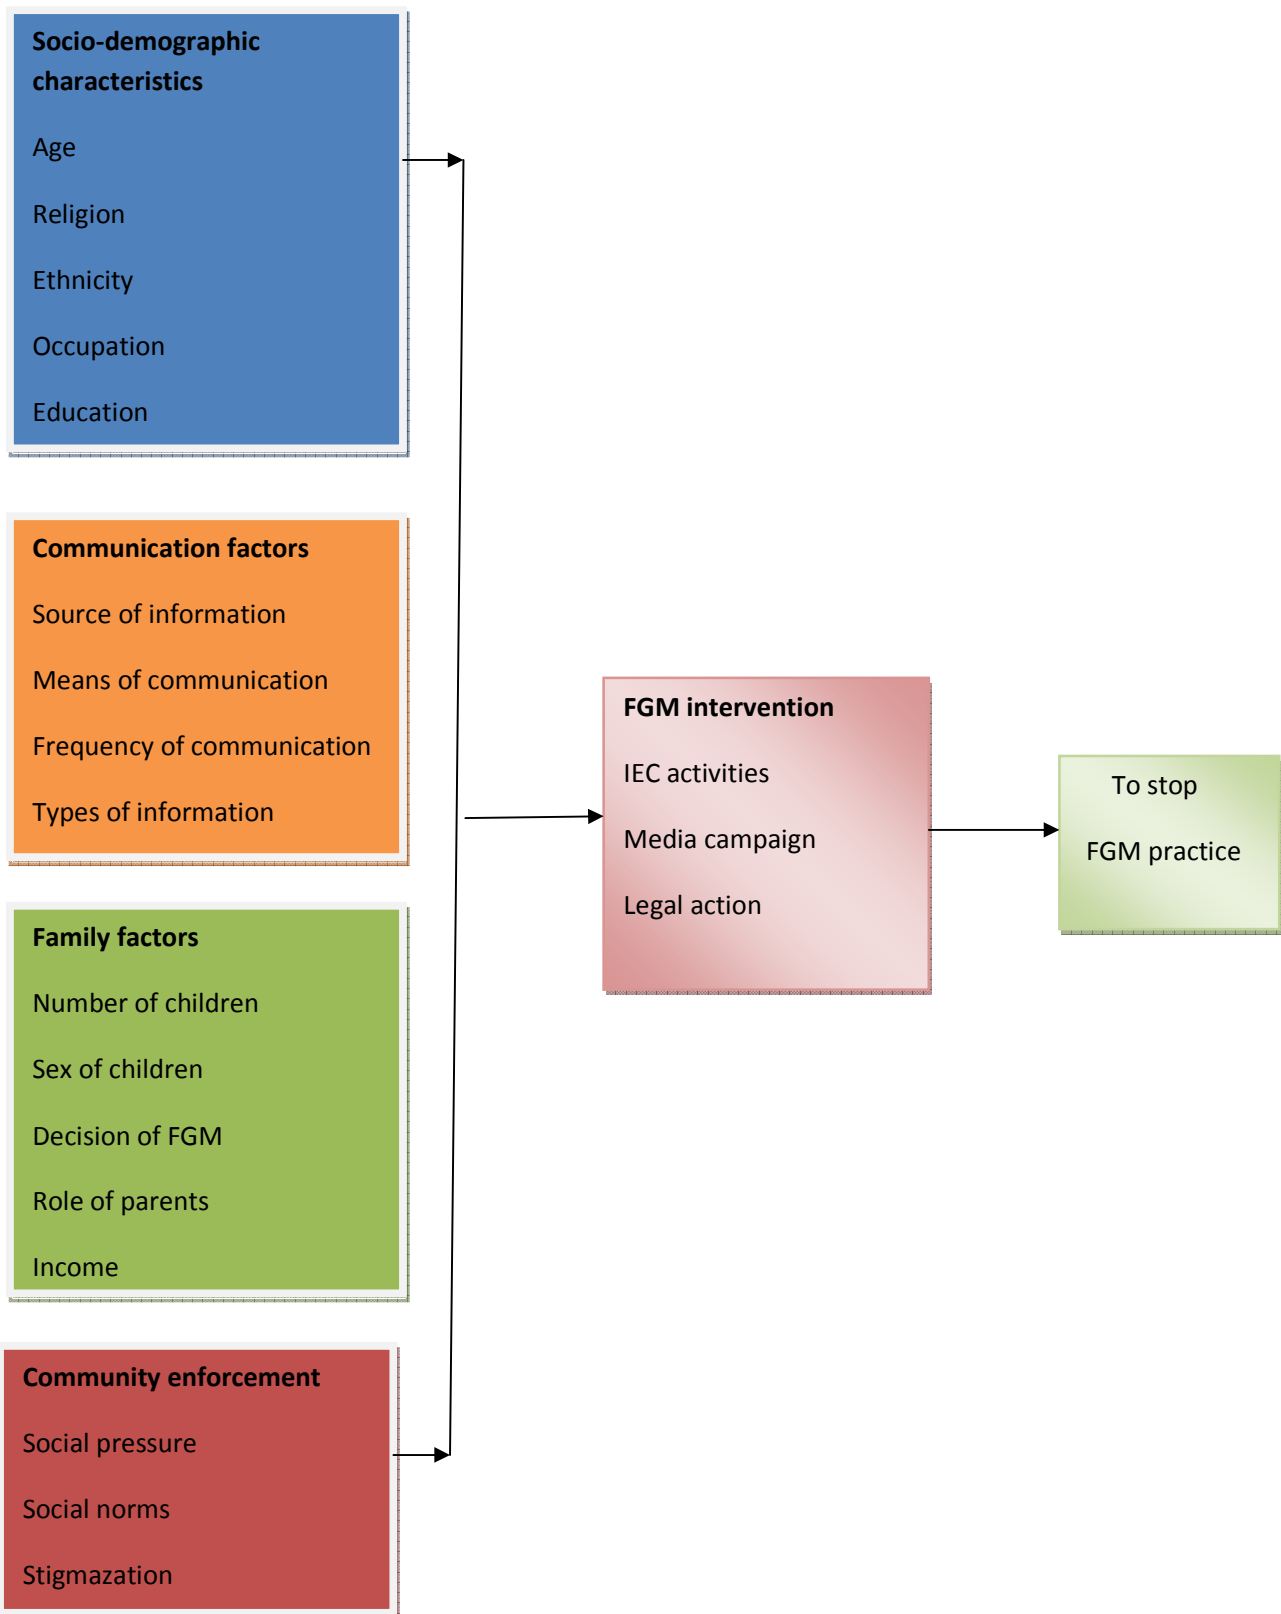 Socio-demographic
characteristics
Age
Religion
Ethnicity
Occupation
Education
Communication factors
Source of information
Means of communication
Frequency of communication
Types of information
Family factors
Number of children
Sex of children
Decision of FGM
Role of parents
Income
Community enforcement
Social pressure
Social norms
Stigmazation
FGM intervention
IEC activities
Media campaign
Legal action
To stop
FGM practice